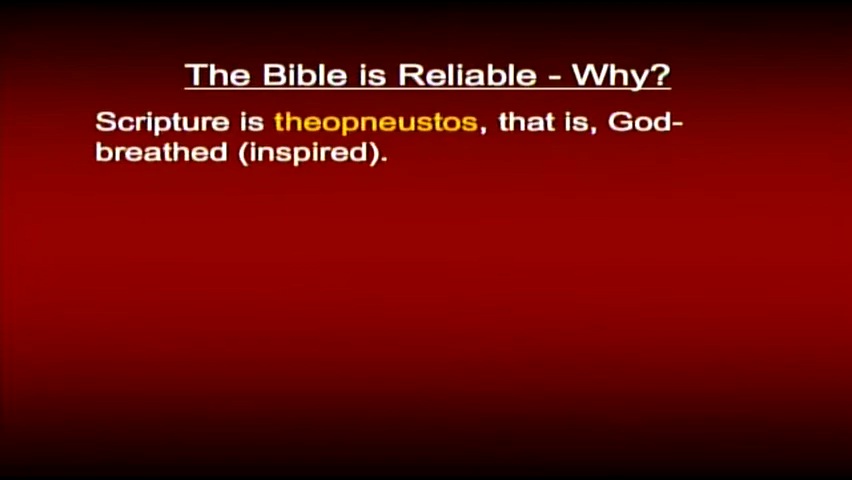 The Bible is Reliable - Why?
Scripture is theopneustos, that is, God-
breathed (inspired).